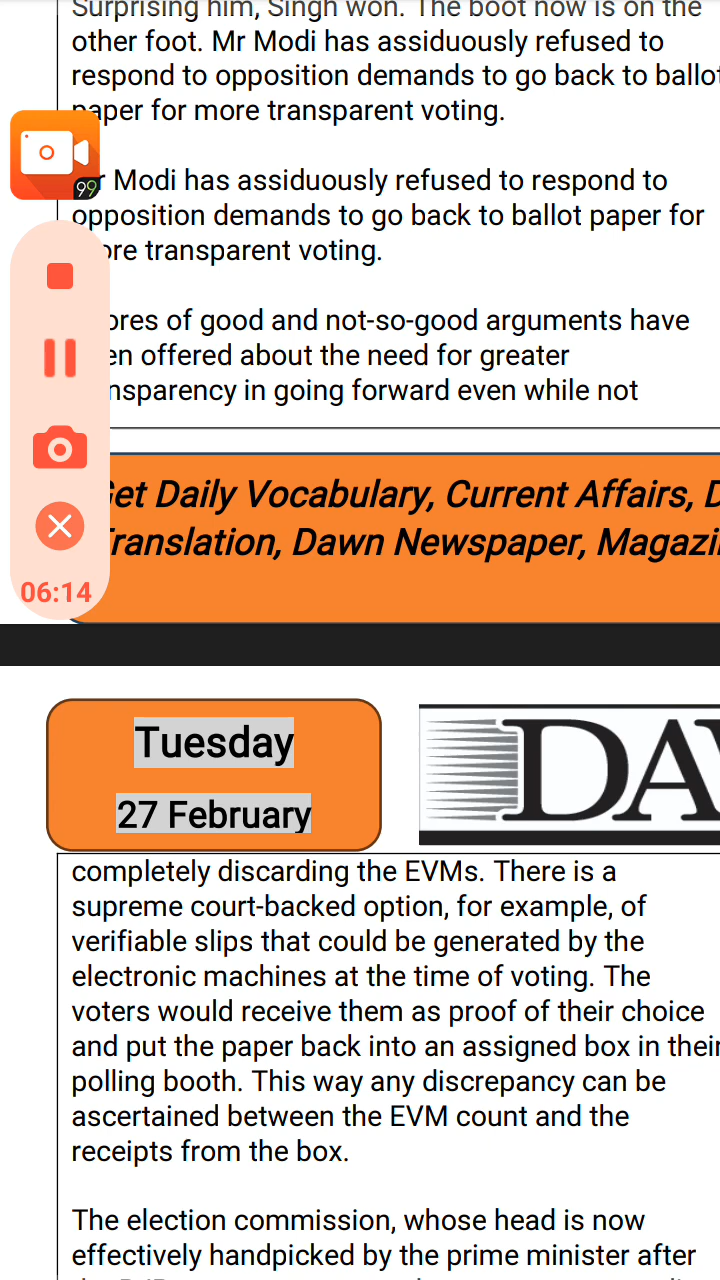 Surprising him, Singh won. The boot now is on the
other foot. Mr Modi has assiduously refused to
respond to opposition demands to go back to ballot
paper for more transparent voting.
Modi has assiduously refused to respond to
opposition demands to go back to ballot paper for
transparent voting.
of good and not-so-good arguments have
offered about the need for greater
in going forward even while not
Daily Vocabulary, Current Affairs,
Dawn Newspaper,
06:14
Tuesday
27 February
completely discarding the EVMs. There is a
supreme court-backed option, for example, of
verifiable slips that could be generated by the
electronic machines at the time of voting. The
voters would receive them as proof of their choice
and put the paper back into an assigned box in their
polling booth. This way any discrepancy can be
ascertained between the EVM count and the
receipts from the box.
The election commission, whose head is now
effectively handpicked by the prime minister after